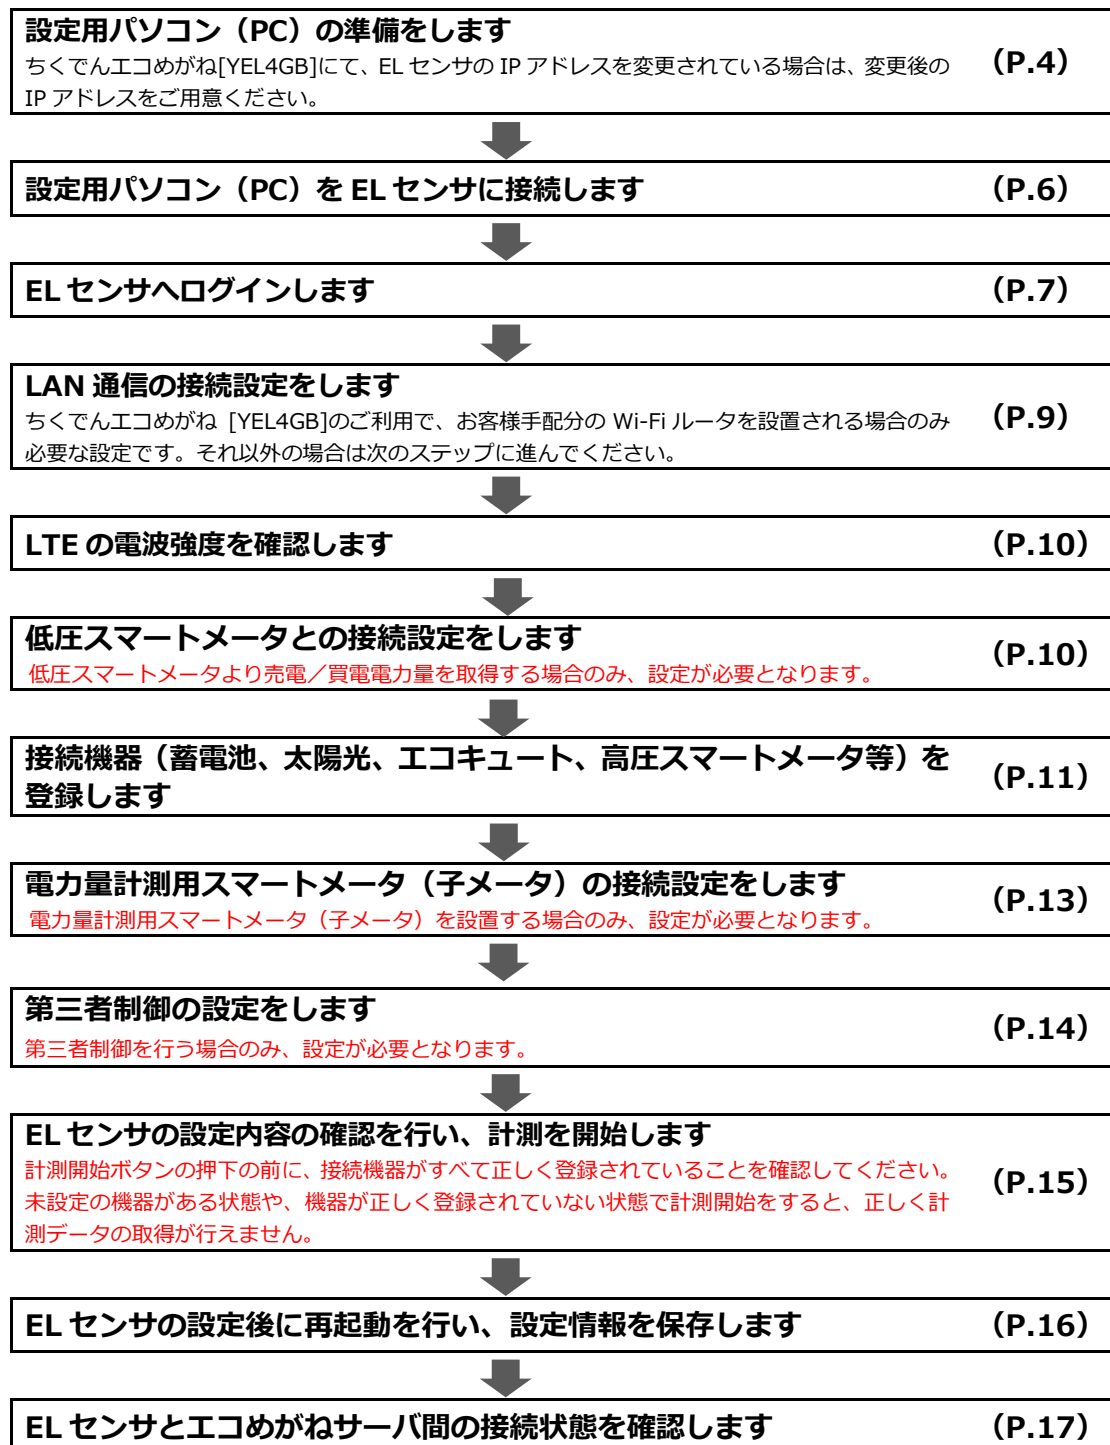 設定用パソコン（PC）の準備をします
ちくでんエコめがね[YEL4GB]にて、EL センサの IP アドレスを変更されている場合は、変更後の
IP アドレスをご用意ください。
（P.4）
設定用パソコン（PC）を EL センサに接続します
（P.6）
EL センサへログインします
（P.7）
LAN 通信の接続設定をします
ちくでんエコめがね [YEL4GB]のご利用で、お客様手配分の Wi-Fi ルータを設置される場合のみ
必要な設定です。それ以外の場合は次のステップに進んでください。
（P.9）
LTE の電波強度を確認します
（P.10）
低圧スマートメータとの接続設定をします
低圧スマートメータより売電／買電電力量を取得する場合のみ、設定が必要となります。
（P.10）
接続機器（蓄電池、太陽光、エコキュート、高圧スマートメータ等）を
登録します
（P.11）
電力量計測用スマートメータ（子メータ）の接続設定をします
電力量計測用スマートメータ（子メータ）を設置する場合のみ、設定が必要となります。
（P.13）
第三者制御の設定をします
第三者制御を行う場合のみ、設定が必要となります。
（P.14）
EL センサの設定内容の確認を行い、計測を開始します
計測開始ボタンの押下の前に、接続機器がすべて正しく登録されていることを確認してください。
未設定の機器がある状態や、機器が正しく登録されていない状態で計測開始をすると、正しく計
測データの取得が行えません。
（P.15）
EL センサの設定後に再起動を行い、設定情報を保存します
（P.16）
EL センサとエコめがねサーバ間の接続状態を確認します
（P.17）